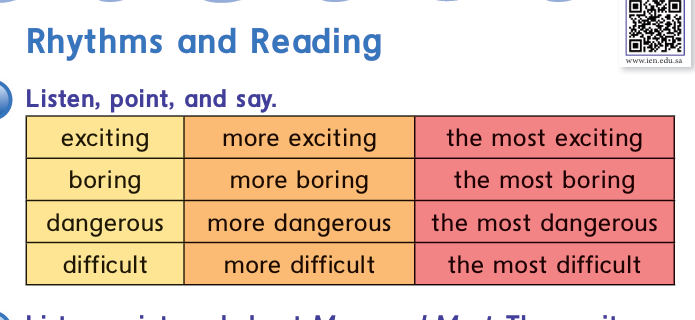 www.ien.edu.sa
Rhythms and Reading
Listen, point, and say.
exciting more exciting the most exciting
boring more boring the most boring
dangerous more dangerous the most dangerous
difficult more difficult the most difficult